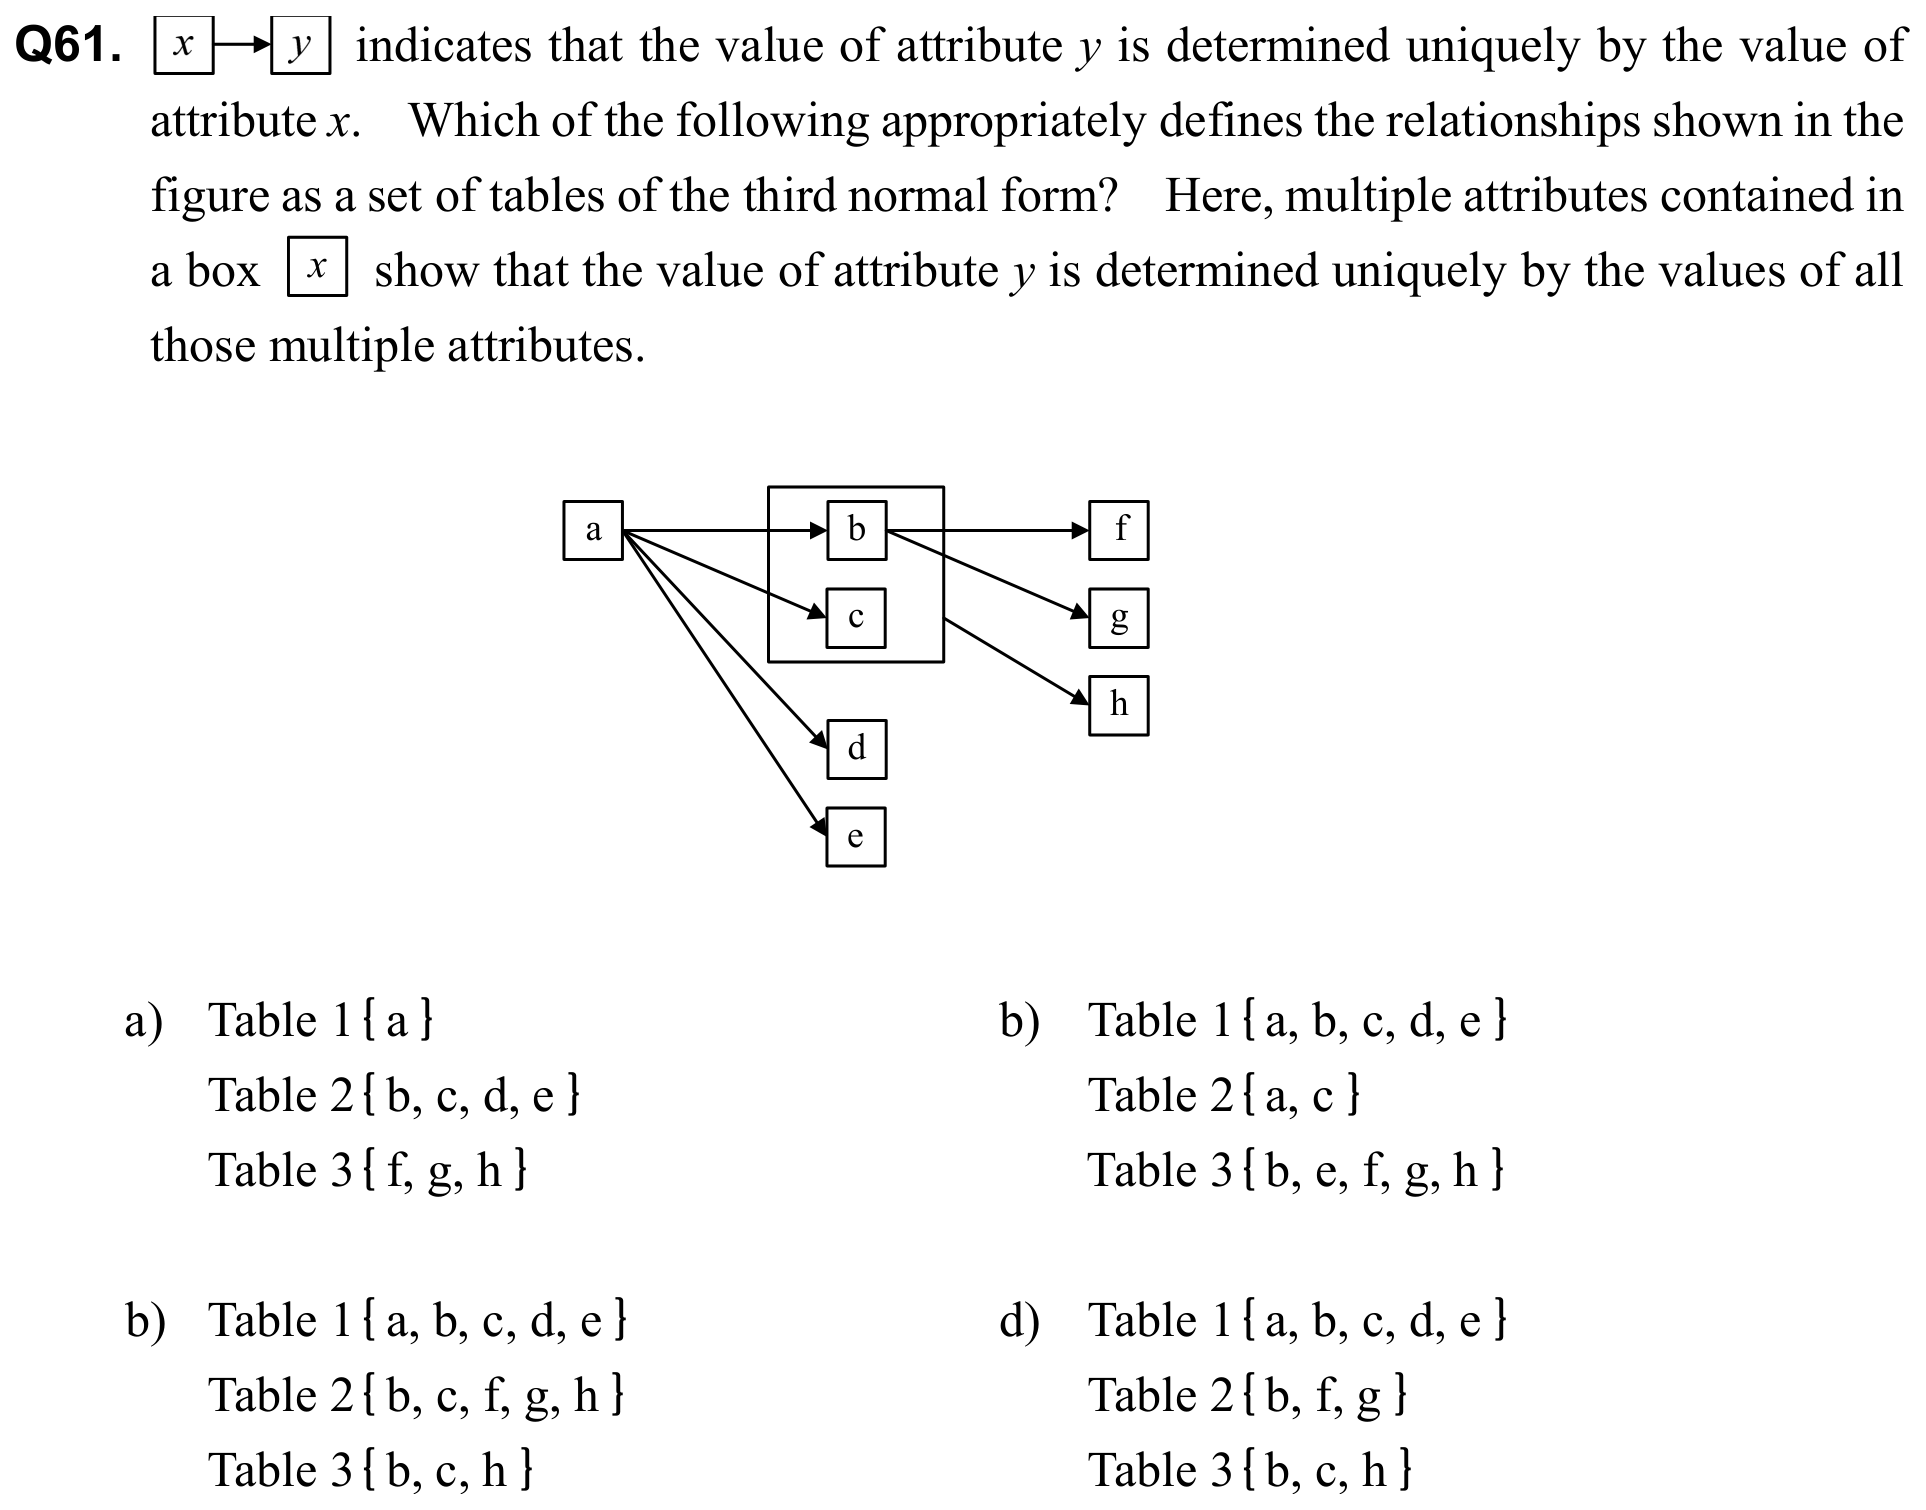 Q61. x y indicates that the value of attribute y is determined uniquely by the value of
attribute x. Which of the following appropriately defines the relationships shown in the
figure as a set of tables of the third normal form? Here, multiple attributes contained in
a box x show that the value of attribute y is determined uniquely by the values of all
those multiple attributes.
a b f
c g
h
d
e
a) Table 1 { a }
Table 2 { b, c, d, e }
Table 3 { f, g, h }
b) Table 1 { a, b, c, d, e }
Table 2 { a, c }
Table 3 { b, e, f, g, h }
b) Table 1 { a, b, c, d, e }
Table 2 { b, c, f, g, h }
Table 3 { b, c, h }
d) Table 1 { a, b, c, d, e }
Table 2 { b, f, g }
Table 3 { b, c, h }